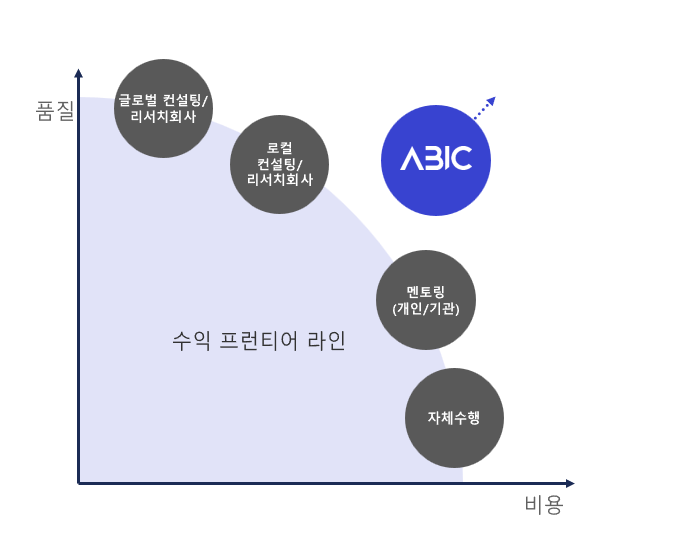 품질
글로벌 컨설팅/
리서치회사
로컬
컨설팅/
리서치회사
ABIC
멘토링
(개인/기관)
수익 프런티어 라인
자체수행
비용